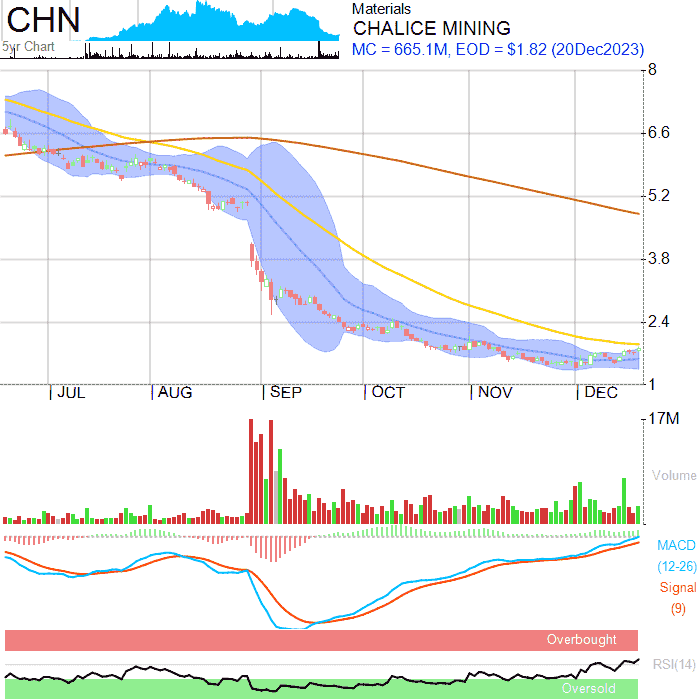 CHN
5yr Chart
Materials
CHALICE MINING
MC = 665.1M, EOD = $1.82 (20Dec2023)
8
6.6
5.2
3.8
2.4
1
JUL
AUG
SEP
OCT
NOV
DEC
17M
Volume
MACD
(12-26)
Signal
(9)
Overbought
RSI(14)
Oversold